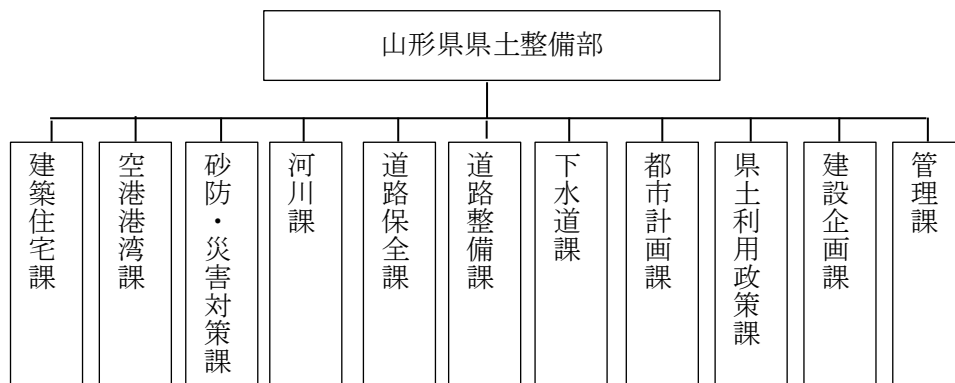 山形県県土整備部
管理課
建設企画課
県土利用政策課
都市計画課
下水道課
道路整備課
道路保全課
河川課
砂防・災害対策課
空港港湾課
建築住宅課